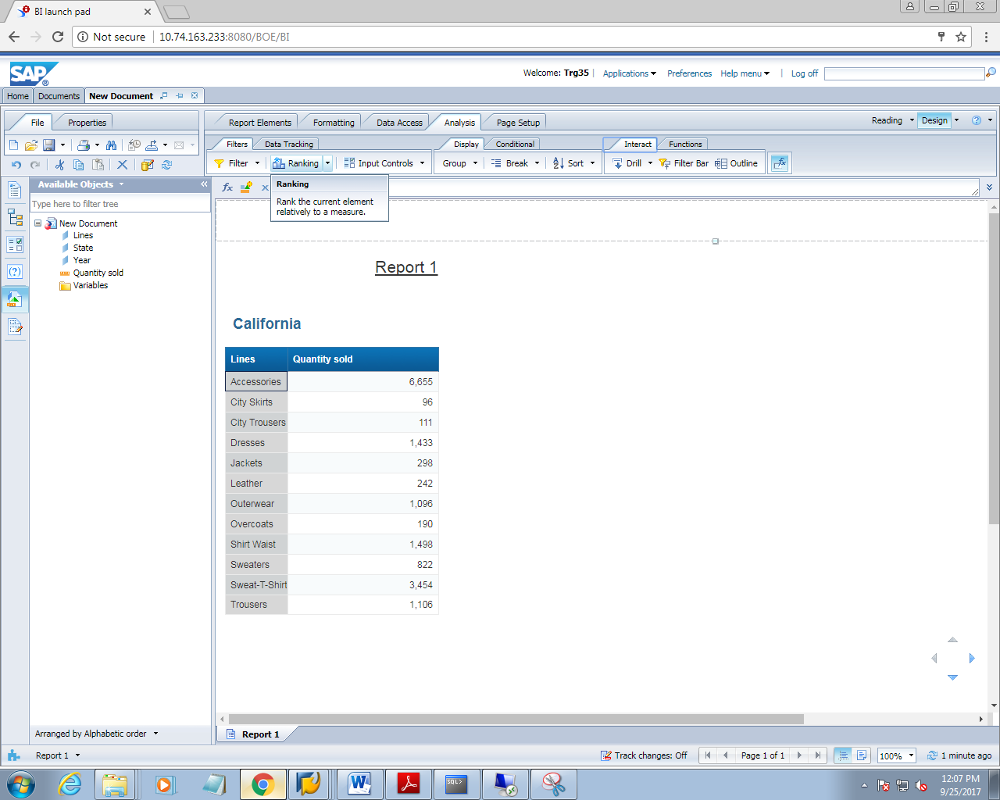 BI launch pad
Not secure | 10.74.163.233:8080/BOE/BI
SAP
Welcome: Trg35 | Applications Preferences Help menu | Log off
Home Documents New Document
File Properties Report Elements Formatting Data Access Analysis Page Setup Reading Design
Filters Data Tracking Display Conditional Interact Functions
Filter Ranking Input Controls Group Break Sort Drill Filter Bar Outline
Available Objects
Type here to filter tree
New Document
Lines
State
Year
Quantity sold
Variables
Ranking
Rank the current element
relatively to a measure.
Report 1
California
Lines Quantity sold
Accessories 6,655
City Skirts 96
City Trousers 111
Dresses 1,433
Jackets 298
Leather 242
Outerwear 1,096
Overcoats 190
Shirt Waist 1,498
Sweaters 822
Sweat-T-Shirt 3,454
Trousers 1,106
Arranged by Alphabetic order
Report 1
Report 1 Track changes: Off Page 1 of 1 100% 1 minute ago
SQL>
12:07 PM
9/25/2017